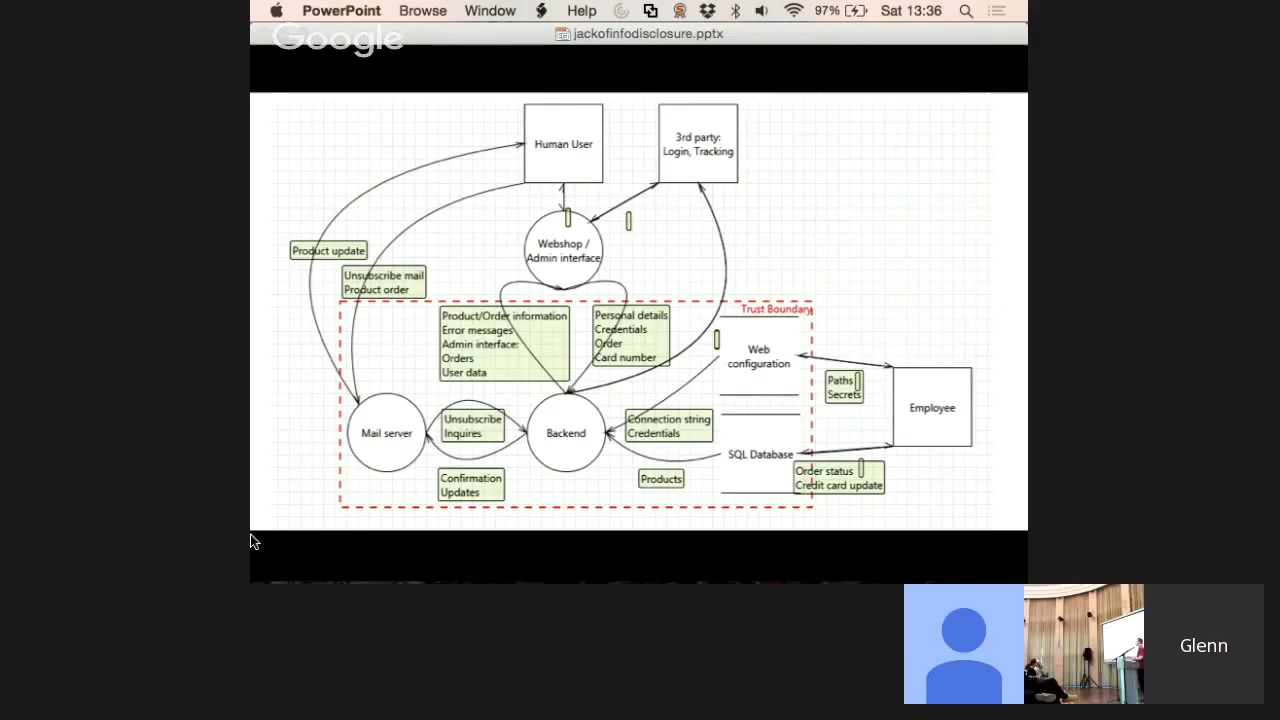 PowerPoint Browse Window Help 97% Sat 13:36
Google
jackofinfodisclosure.pptx
Human User
3rd party:
Login, Tracking
Webshop /
Admin interface
Product update
Unsubscribe mail
Product order
Trust Boundary
Product/Order information
Error messages
Admin interface:
Orders
User data
Personal details
Credentials
Order
Card number
Web
configuration
Paths
Secrets
Employee
Mail server
Unsubscribe
Inquires
Backend
Connection string
Credentials
SQL Database
Order status
Credit card update
Confirmation
Updates
Products
Glenn